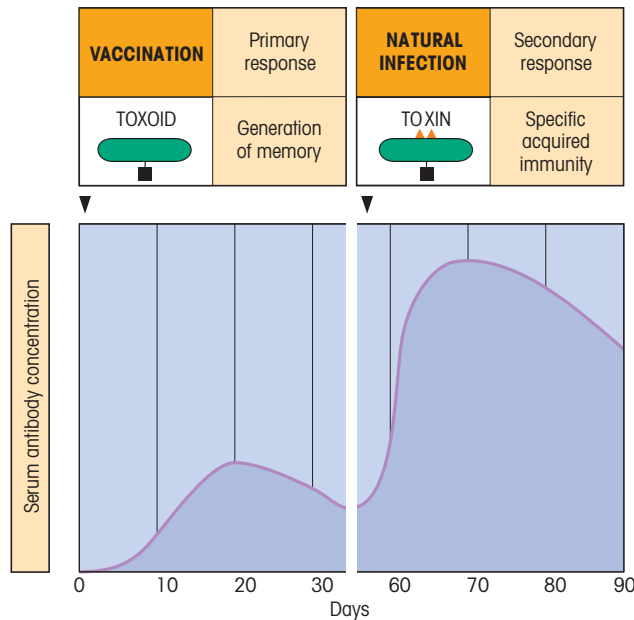 VACCINATION
Primary
response
NATURAL
INFECTION
Secondary
response
TOXOID
Generation
of memory
TOXIN
Specific
acquired
immunity
Serum antibody concentration
0 10 20 30 60 70 80 90
Days